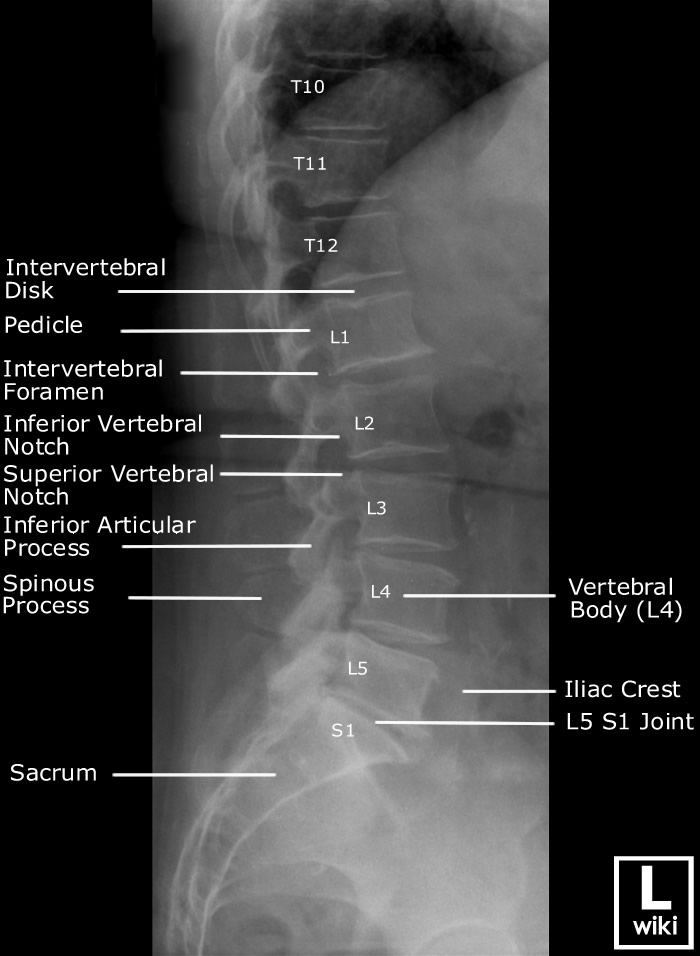 T10
T11
T12
Intervertebral
Disk
Pedicle
L1
Intervertebral
Foramen
Inferior Vertebral
Notch
L2
Superior Vertebral
Notch
L3
Inferior Articular
Process
Spinous
Process
L4
Vertebral
Body (L4)
L5
Iliac Crest
L5 S1 Joint
S1
Sacrum
L
wiki